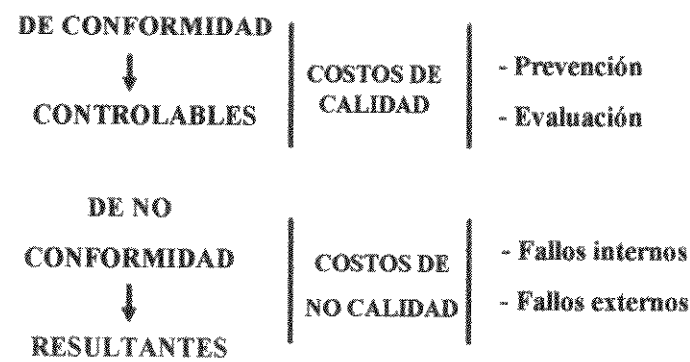 DE CONFORMIDAD
CONTROLABLES
COSTOS DE
CALIDAD
- Prevención
- Evaluación
DE NO
CONFORMIDAD
RESULTANTES
COSTOS DE
NO CALIDAD
- Fallos internos
- Fallos externos